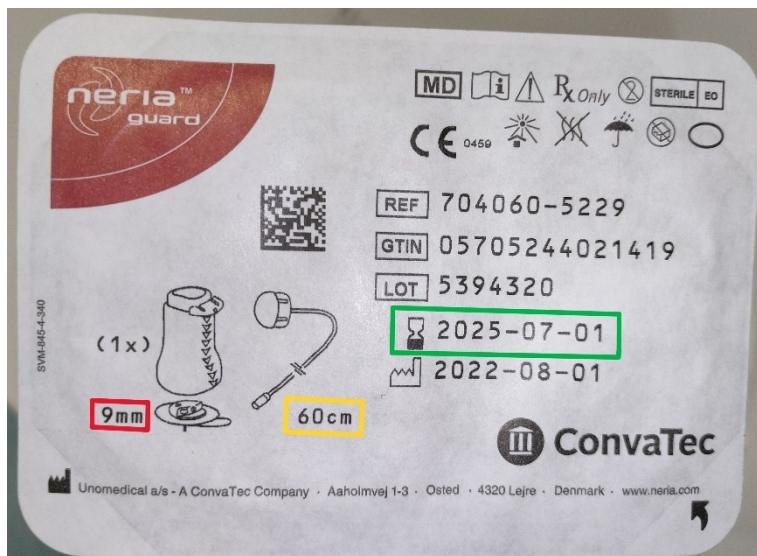 neria™
guard
MD i Rx Only 2 STERILE EO
CE 0459
REF 704060-5229
GTIN 05705244021419
LOT 5394320
2025-07-01
2022-08-01
(1x)
9mm
60cm
SVM-845-4-340
ConvaTec
Unomedical a/s - A ConvaTec Company · Aaholmvej 1-3 · Osted · 4320 Lejre · Denmark · www.neria.com